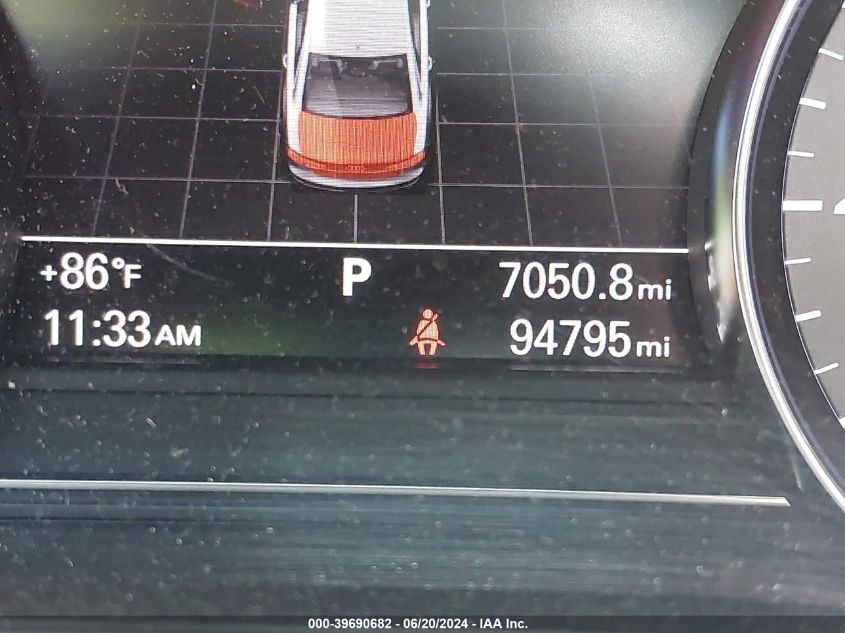 +86°F P 7050.8mi
11:33AM 94795mi
000-39690682 - 06/20/2024 - IAA Inc.